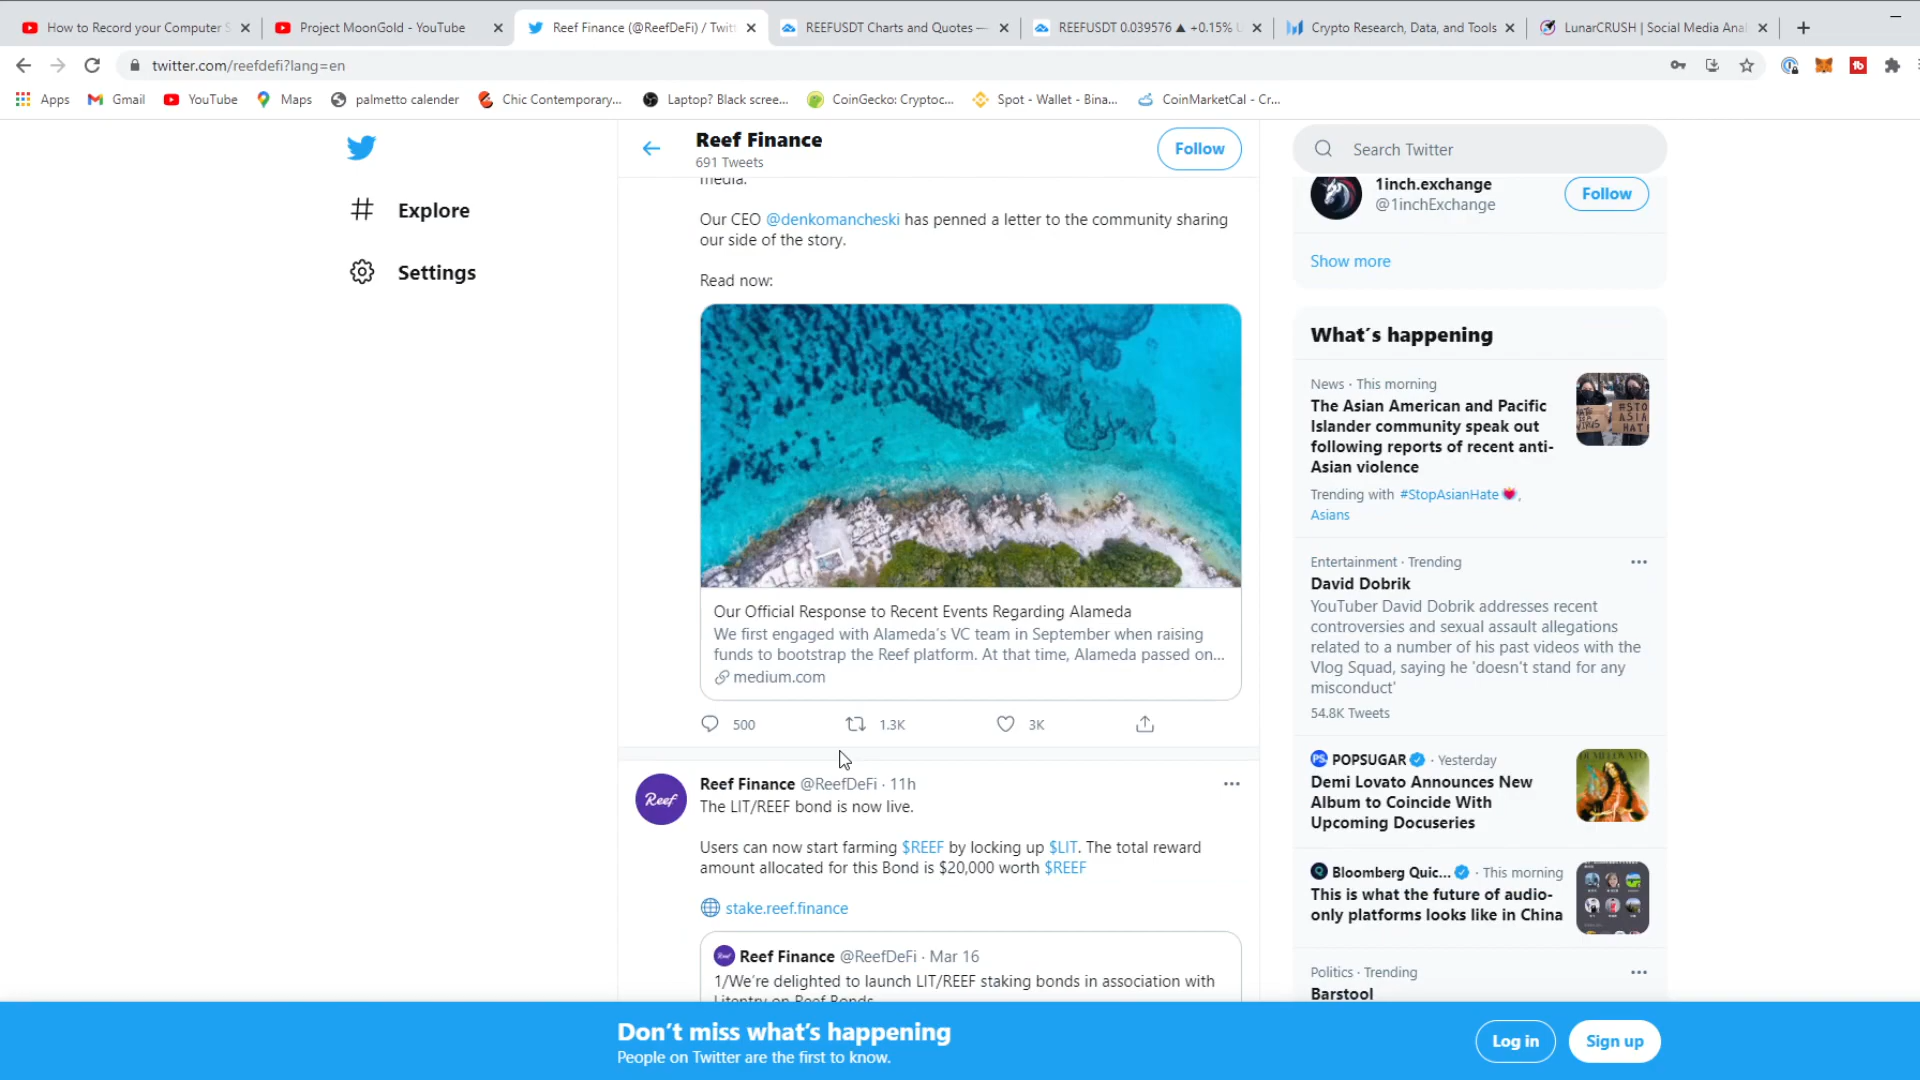 How to Record your Computer S
Project MoonGold - YouTube
Reef Finance (@ReefDeFi) / Twitt
REEFUSDT Charts and Quotes —
REEFUSDT 0.039576 ▲ +0.15% U
Crypto Research, Data, and Tools
LunarCRUSH | Social Media Anal
twitter.com/reefdefi?lang=en
Apps
Gmail
YouTube
Maps
palmetto calender
Chic Contemporary...
Laptop? Black scree...
CoinGecko: Cryptoc...
Spot - Wallet - Bina...
CoinMarketCal - Cr...
Explore
Settings
Reef Finance
691 Tweets
Follow
media.
Our CEO @denkomancheski has penned a letter to the community sharing
our side of the story.
Read now:
Our Official Response to Recent Events Regarding Alameda
We first engaged with Alameda's VC team in September when raising
funds to bootstrap the Reef platform. At that time, Alameda passed on...
medium.com
500
1.3K
3K
Reef
Reef Finance @ReefDeFi · 11h
The LIT/REEF bond is now live.
Users can now start farming $REEF by locking up $LIT. The total reward
amount allocated for this Bond is $20,000 worth $REEF
stake.reef.finance
Reef Finance @ReefDeFi · Mar 16
1/We're delighted to launch LIT/REEF staking bonds in association with
Litentry on Reef Bonds
Search Twitter
1inch.exchange
@1inchExchange
Follow
Show more
What´s happening
News · This morning
The Asian American and Pacific
Islander community speak out
following reports of recent anti-
Asian violence
Trending with #StopAsianHate ,
Asians
Entertainment · Trending
David Dobrik
YouTuber David Dobrik addresses recent
controversies and sexual assault allegations
related to a number of his past videos with the
Vlog Squad, saying he 'doesn't stand for any
misconduct'
54.8K Tweets
POPSUGAR · Yesterday
Demi Lovato Announces New
Album to Coincide With
Upcoming Docuseries
Bloomberg Quic... · This morning
This is what the future of audio-
only platforms looks like in China
Politics · Trending
Barstool
Don't miss what's happening
People on Twitter are the first to know.
Log in
Sign up